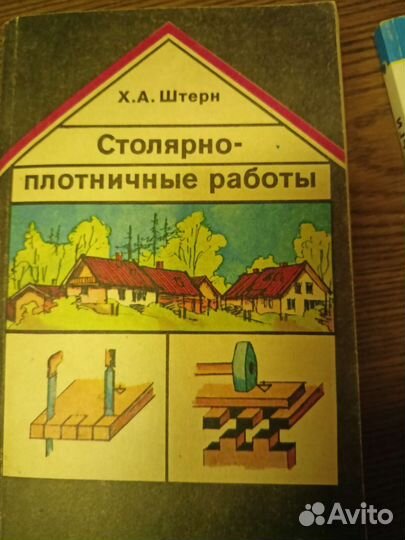 Х.А. Штерн
Столярно-
плотничные работы
Avito